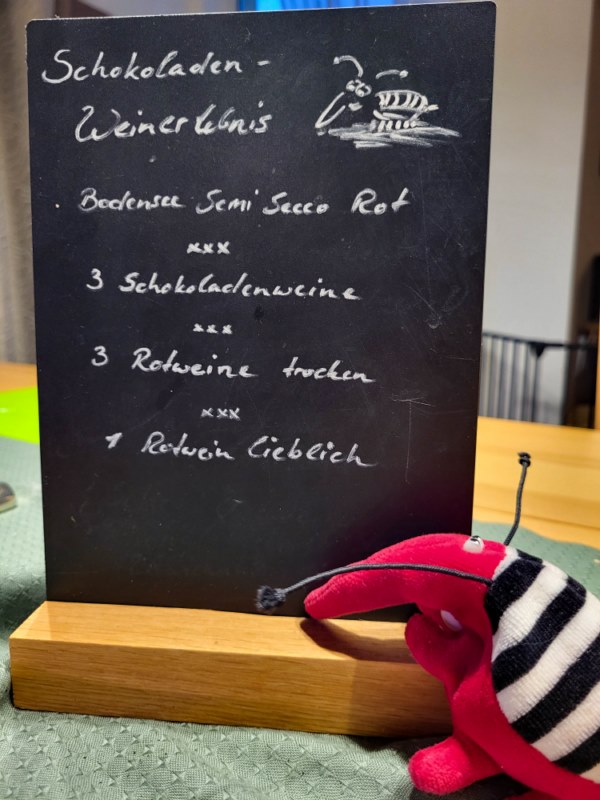 Schokoladen-
Weinerlebnis
Bodensee Semi Secco Rot
xxx
3 Schokoladenweine
xxx
3 Rotweine trocken
xxx
1 Rotwein lieblich